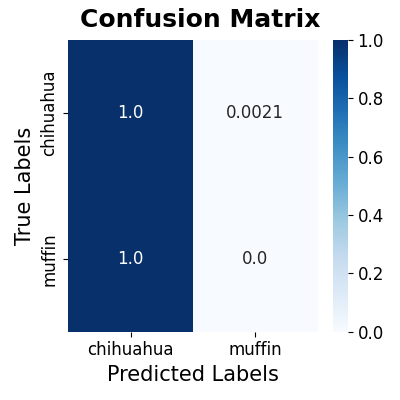 Confusion Matrix
True Labels
chihuahua
1.0
0.0021
muffin
1.0
0.0
chihuahua
muffin
Predicted Labels
1.0
0.8
0.6
0.4
0.2
0.0